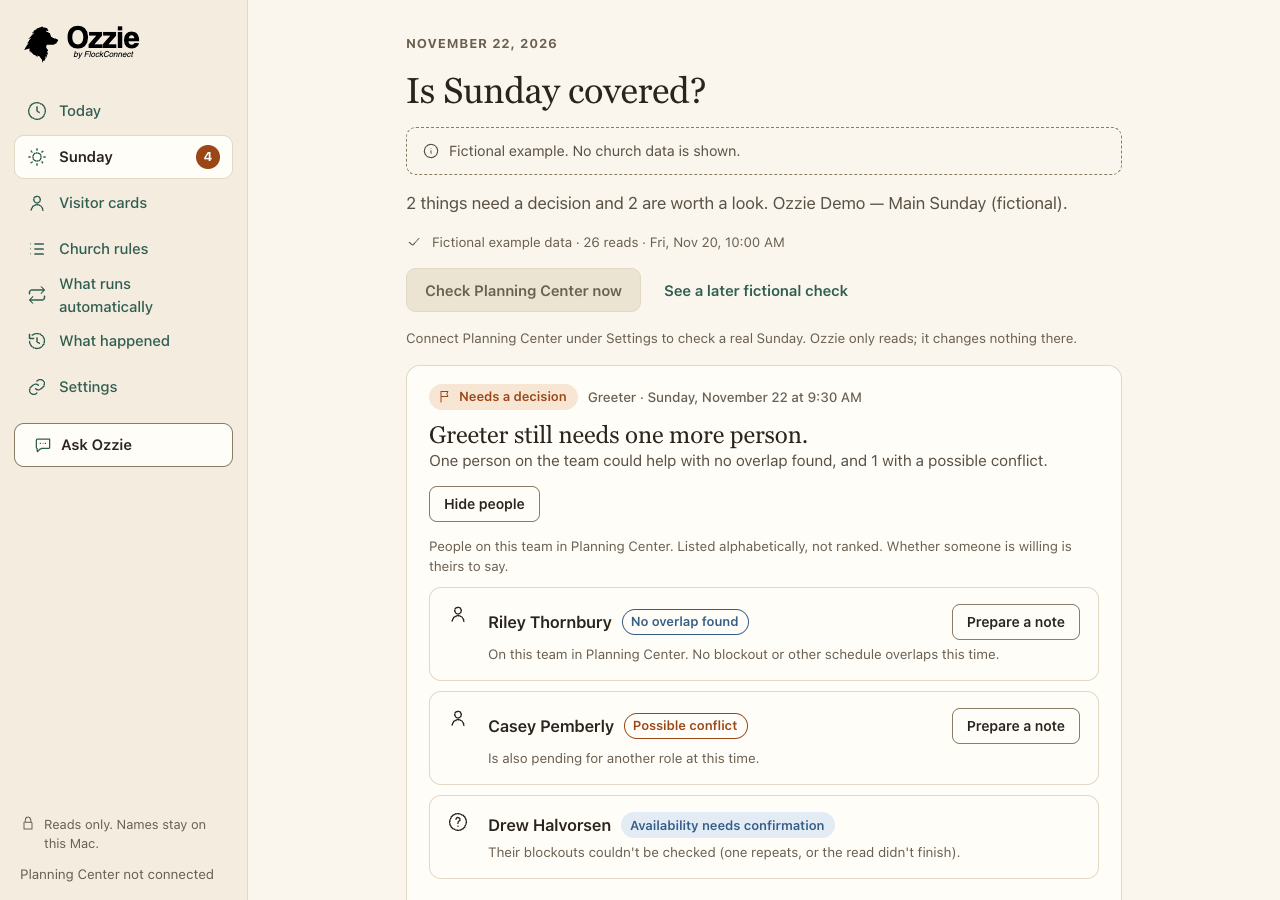 Ozzie
by FlockConnect
Today
Sunday
4
Visitor cards
Church rules
What runs
automatically
What happened
Settings
Ask Ozzie
Reads only. Names stay on
this Mac.
Planning Center not connected
NOVEMBER 22, 2026
Is Sunday covered?
Fictional example. No church data is shown.
2 things need a decision and 2 are worth a look. Ozzie Demo — Main Sunday (fictional).
Fictional example data · 26 reads · Fri, Nov 20, 10:00 AM
Check Planning Center now
See a later fictional check
Connect Planning Center under Settings to check a real Sunday. Ozzie only reads; it changes nothing there.
Needs a decision
Greeter · Sunday, November 22 at 9:30 AM
Greeter still needs one more person.
One person on the team could help with no overlap found, and 1 with a possible conflict.
Hide people
People on this team in Planning Center. Listed alphabetically, not ranked. Whether someone is willing is
theirs to say.
Riley Thornbury
No overlap found
Prepare a note
On this team in Planning Center. No blockout or other schedule overlaps this time.
Casey Pemberly
Possible conflict
Prepare a note
Is also pending for another role at this time.
Drew Halvorsen
Availability needs confirmation
Their blockouts couldn't be checked (one repeats, or the read didn't finish).